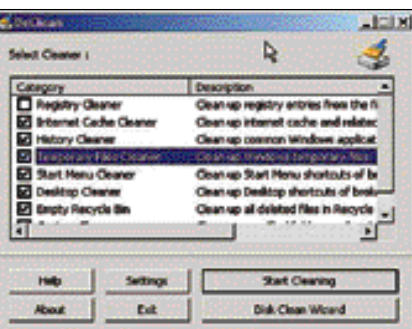 Select Cleaner :
Category Description
Registry Cleaner Clean up registry entries from the fi
Internet Cache Cleaner Clean up internet cache and related
History Cleaner Clean up common Windows applicat
Temporary Files Cleaner Clean up Windows temporary files
Start Menu Cleaner Clean up Start Menu shortcuts of br
Desktop Cleaner Clean up Desktop shortcuts of brok
Empty Recycle Bin Clean up all deleted files in Recycle
Help Settings Start Cleaning
About Exit Disk Clean Wizard